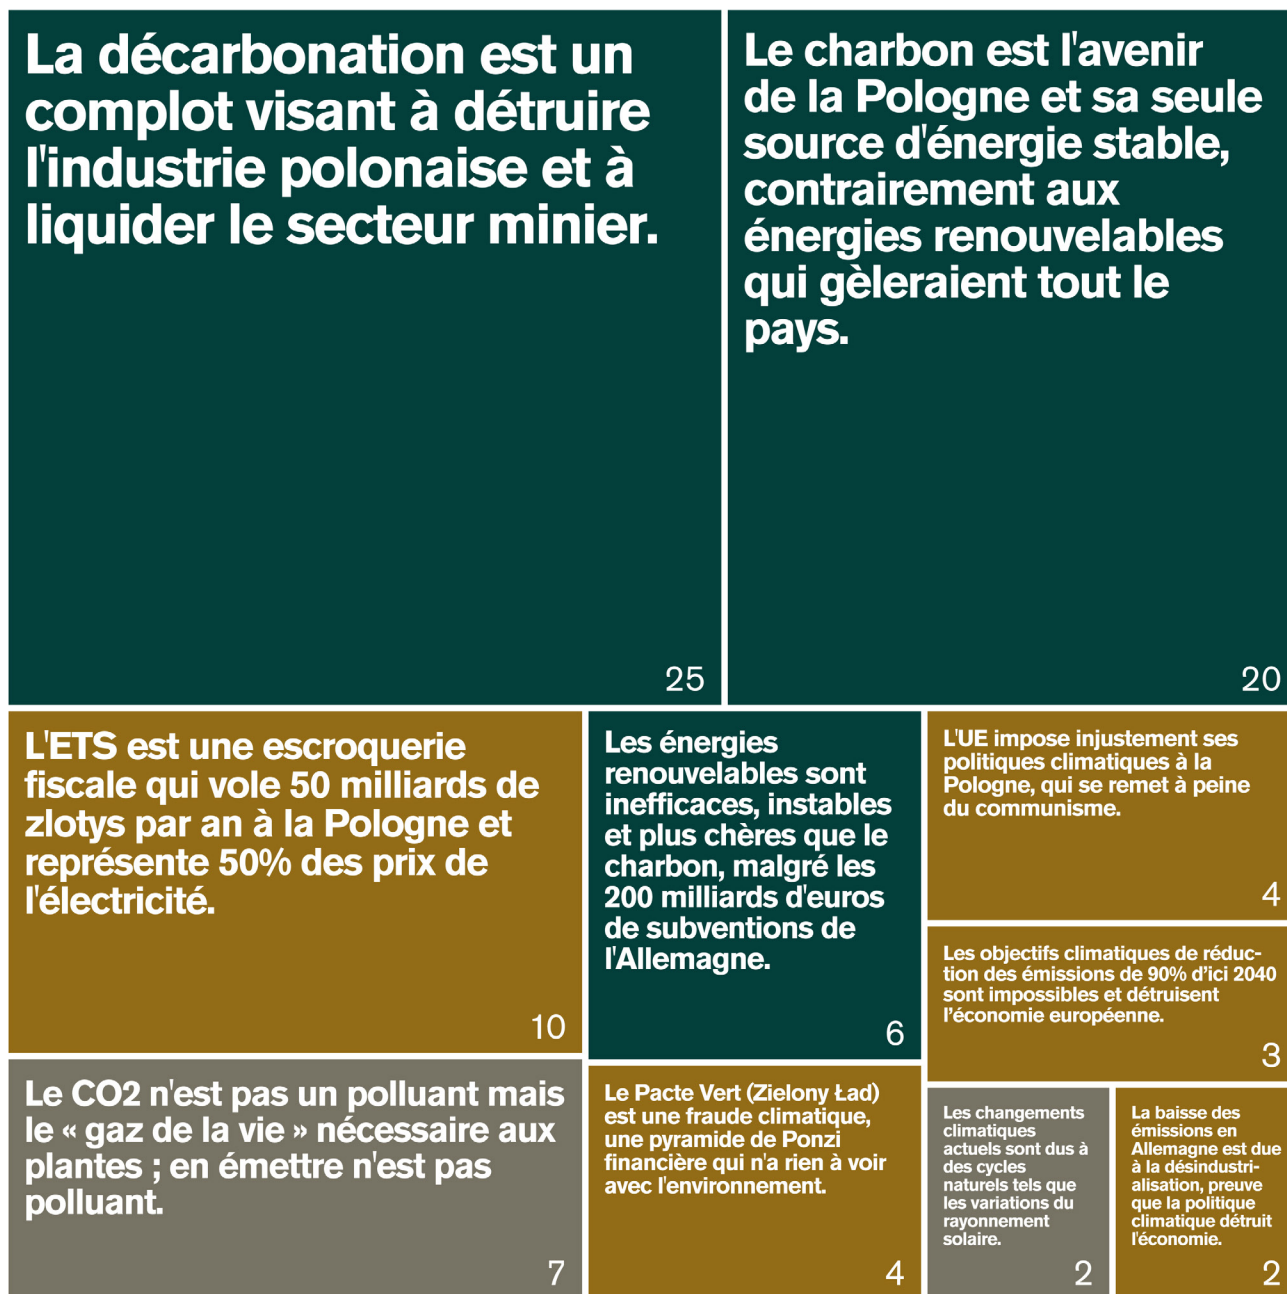 La décarbonation est un
complot visant à détruire
l'industrie polonaise et à
liquider le secteur minier.
25
Le charbon est l'avenir
de la Pologne et sa seule
source d'énergie stable,
contrairement aux
énergies renouvelables
qui gèleraient tout le
pays.
20
L'ETS est une escroquerie
fiscale qui vole 50 milliards de
zlotys par an à la Pologne et
représente 50% des prix de
l'électricité.
10
Les énergies
renouvelables sont
inefficaces, instables
et plus chères que le
charbon, malgré les
200 milliards d'euros
de subventions de
l'Allemagne.
6
L'UE impose injustement ses
politiques climatiques à la
Pologne, qui se remet à peine
du communisme.
4
Les objectifs climatiques de réduc-
tion des émissions de 90% d’ici 2040
sont impossibles et détruisent
l’économie européenne.
3
Le CO2 n'est pas un polluant mais
le « gaz de la vie » nécessaire aux
plantes ; en émettre n'est pas
polluant.
7
Le Pacte Vert (Zielony Ład)
est une fraude climatique,
une pyramide de Ponzi
financière qui n'a rien à voir
avec l'environnement.
4
Les changements
climatiques
actuels sont dus à
des cycles
naturels tels que
les variations du
rayonnement
solaire.
2
La baisse des
émissions en
Allemagne est due
à la désindustri-
alisation, preuve
que la politique
climatique détruit
l'économie.
2